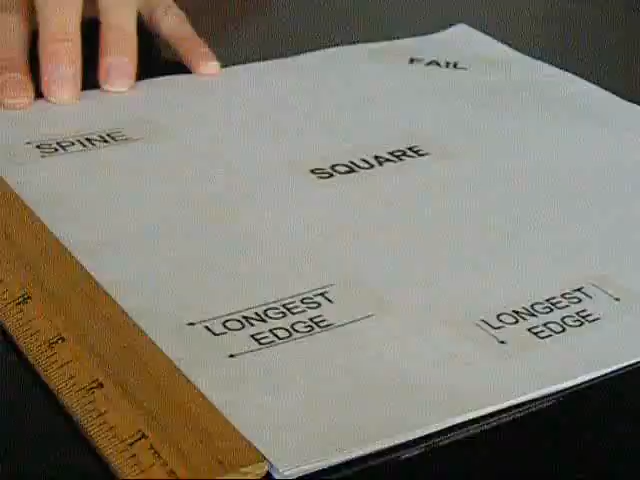 FAIL
SPINE
SQUARE
LONGEST
EDGE
LONGEST
EDGE